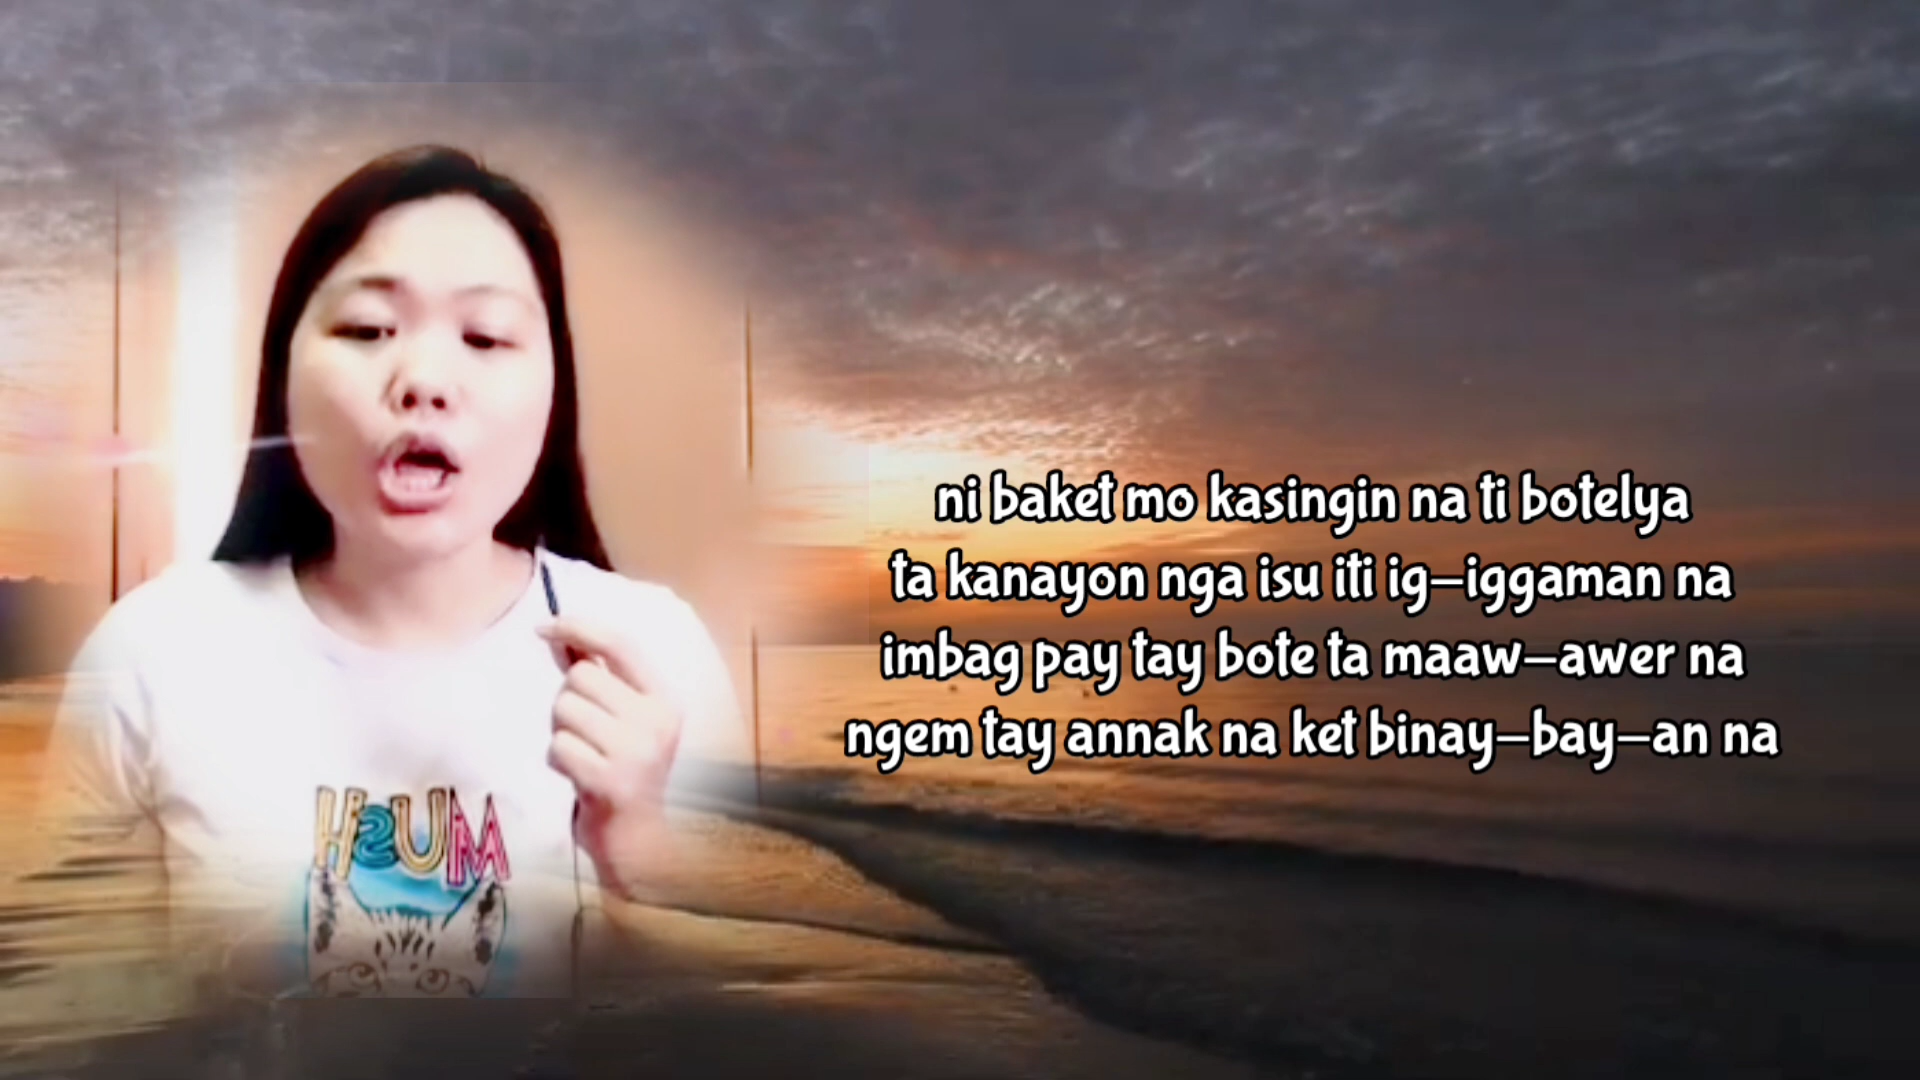 ni baket mo kasingin na ti botelya
ta kanayon nga isu iti ig-iggaman na
imbag pay tay bote ta maaw-awer na
ngem tay annak na ket binay-bay-an na
MUSH